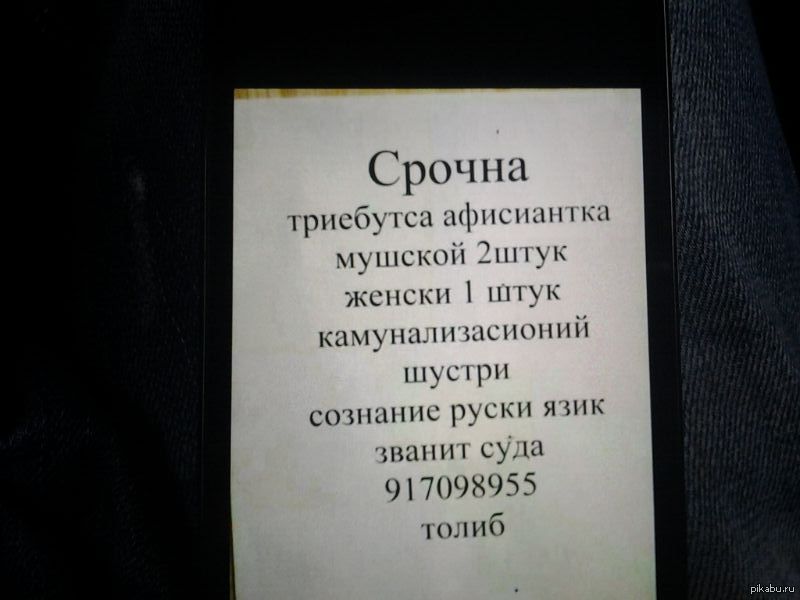 Срочна
триебутса афисиантка
мушской 2штук
женски 1 штук
камунализасионий
шустри
сознание руски язик
званит суда
917098955
толиб
pikabu.ru